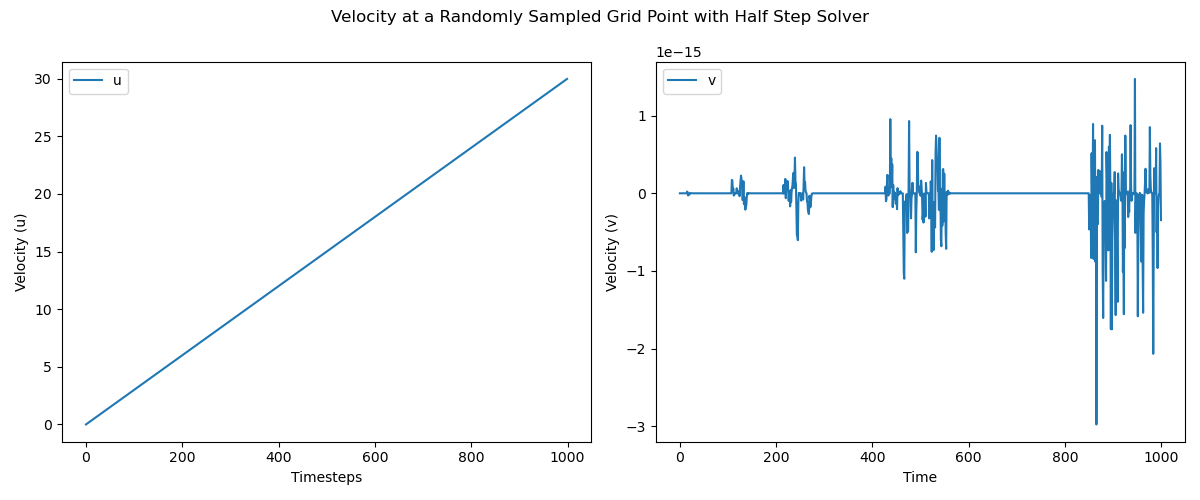 Velocity at a Randomly Sampled Grid Point with Half Step Solver
u
30
25
20
15
10
5
0
Velocity (u)
0 200 400 600 800 1000
Timesteps
1e−15
v
1
0
−1
−2
−3
Velocity (v)
0 200 400 600 800 1000
Time